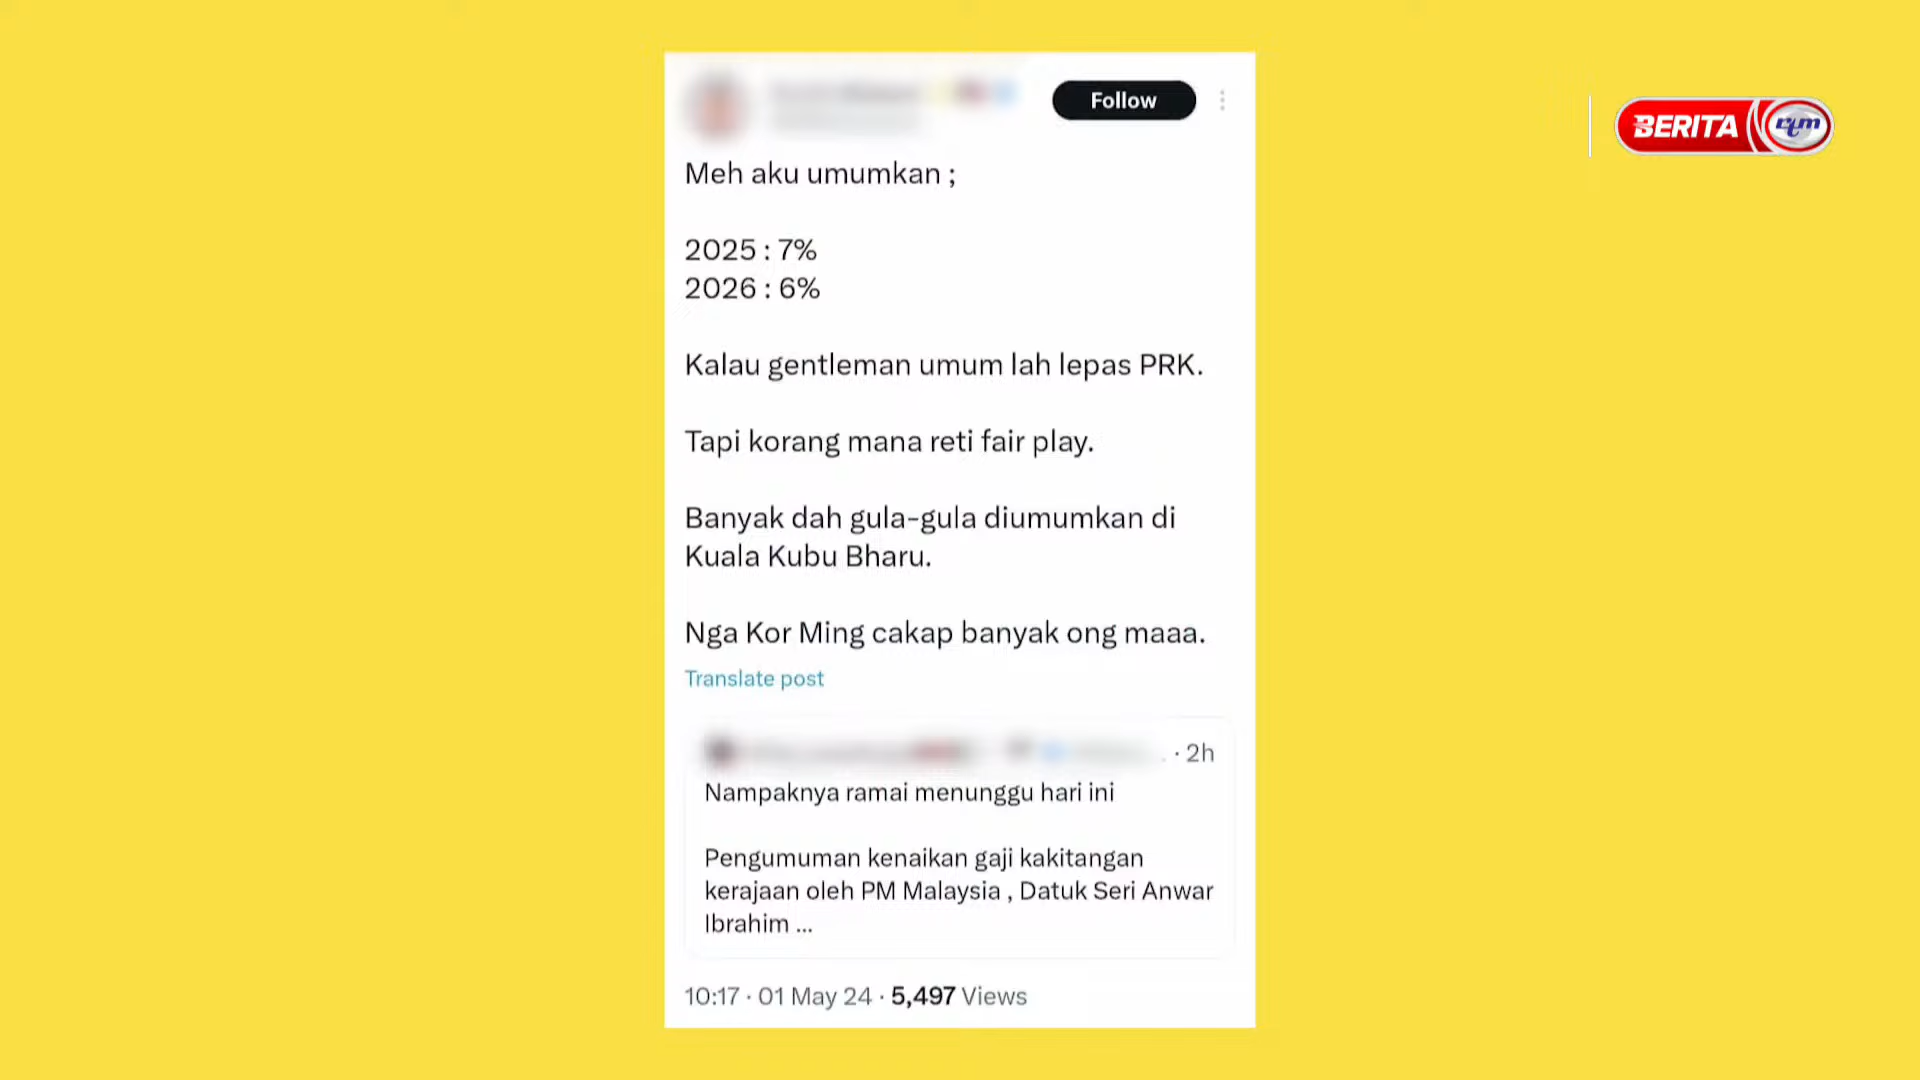 Follow
BERITA rtm
Meh aku umumkan ;
2025 : 7%
2026 : 6%
Kalau gentleman umum lah lepas PRK.
Tapi korang mana reti fair play.
Banyak dah gula-gula diumumkan di
Kuala Kubu Bharu.
Nga Kor Ming cakap banyak ong maaa.
Translate post
· 2h
Nampaknya ramai menunggu hari ini
Pengumuman kenaikan gaji kakitangan
kerajaan oleh PM Malaysia , Datuk Seri Anwar
Ibrahim ...
10:17 · 01 May 24 · 5,497 Views